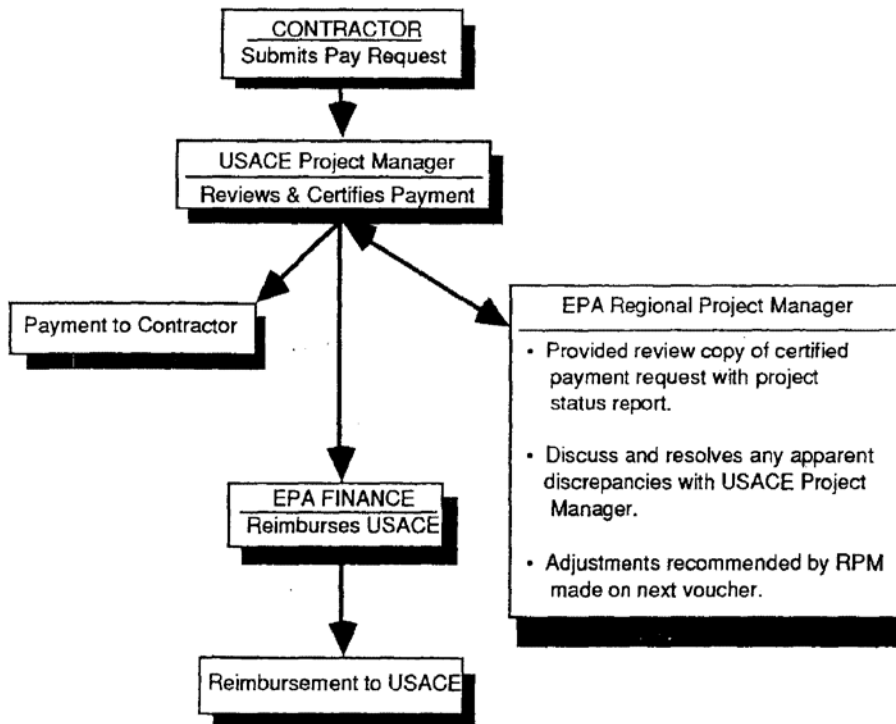 CONTRACTOR
Submits Pay Request
USACE Project Manager
Reviews & Certifies Payment
Payment to Contractor
EPA Regional Project Manager
• Provided review copy of certified
payment request with project
status report.
• Discuss and resolves any apparent
discrepancies with USACE Project
Manager.
• Adjustments recommended by RPM
made on next voucher.
EPA FINANCE
Reimburses USACE
Reimbursement to USACE